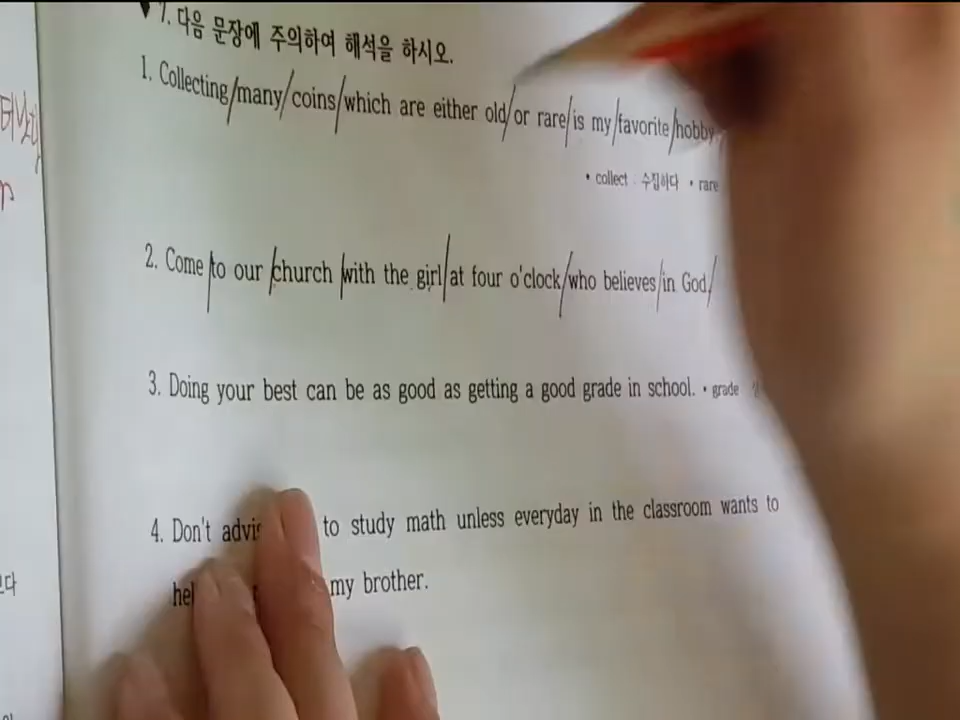 7. 다음 문장에 주의하여 해석을 하시오.
1. Collecting/many/coins/which are either old/or rare/is my/favorite/hobby.
• collect : 수집하다 • rare
2. Come/to our/church/with the girl/at four o'clock/who believes/in God./
3. Doing your best can be as good as getting a good grade in school. • grade
4. Don't to study math unless everyday in the classroom wants to
my brother.